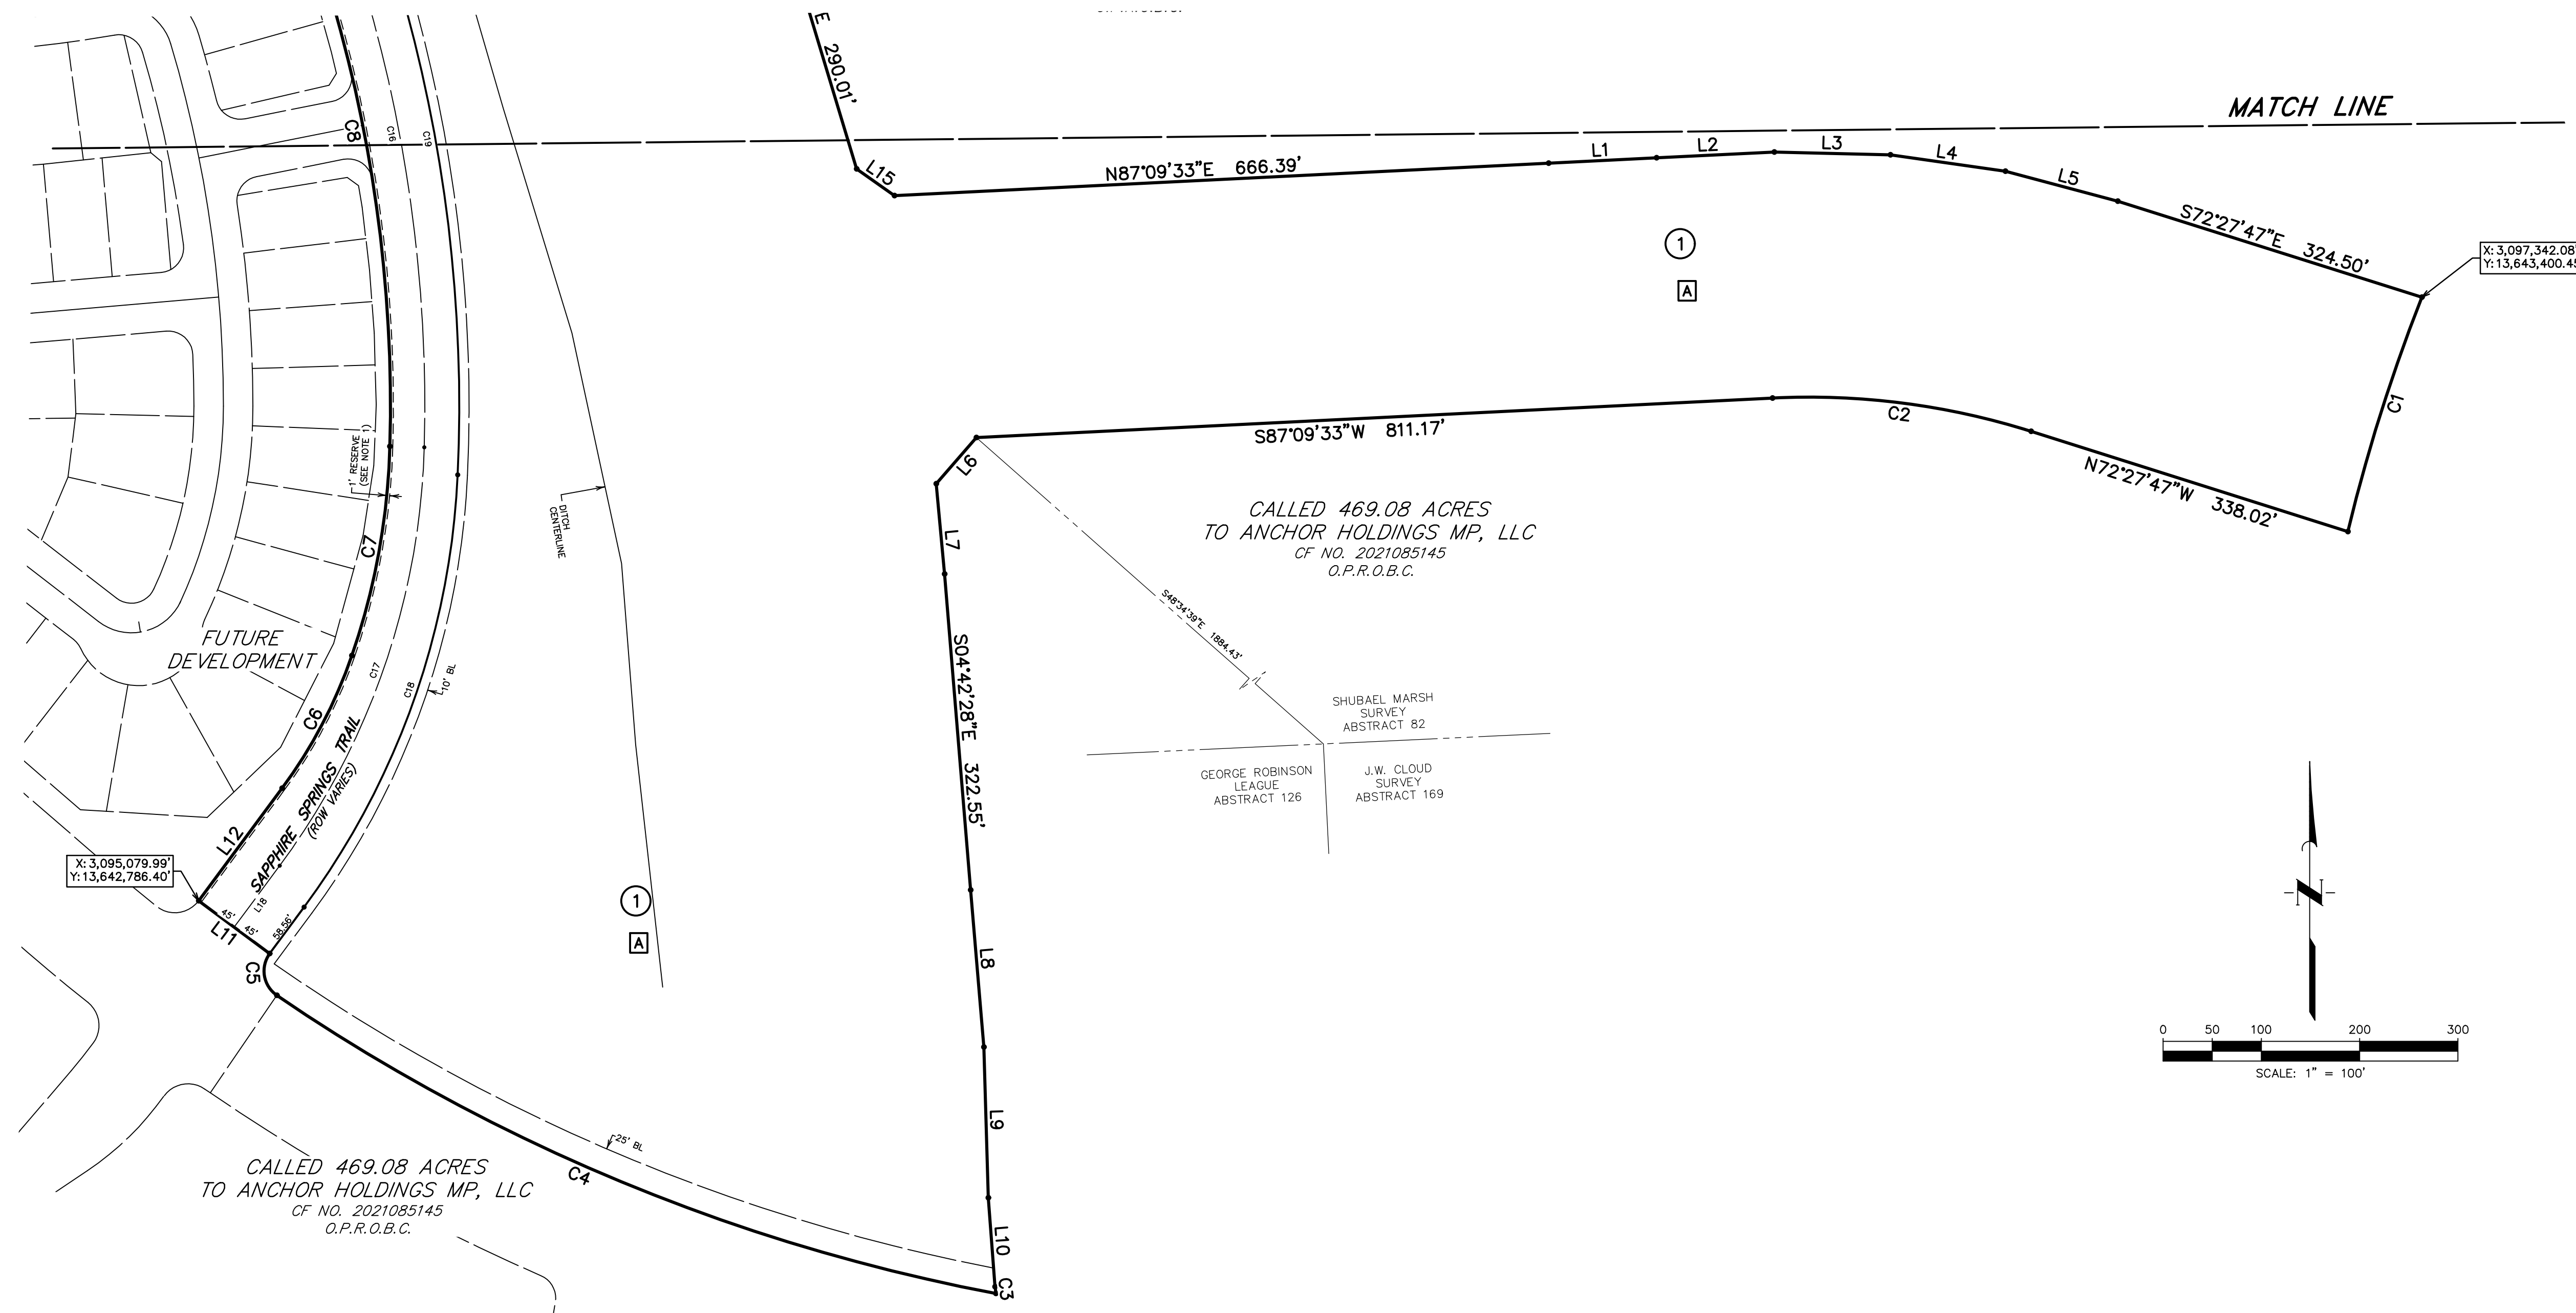 E 290.01'
MATCH LINE
C8
C16
C19
L15
N87°09'33"E 666.39'
L1
L2
L3
L4
L5
S72°27'47"E 324.50'
X: 3,097,342.08
Y: 13,643,400.45
1
A
C1
C2
S87°09'33"W 811.17'
N72°27'47"W 338.02'
L6
L7
1' RESERVE
(SEE NOTE 1)
DITCH
CENTERLINE
C7
CALLED 469.08 ACRES
TO ANCHOR HOLDINGS MP, LLC
CF NO. 2021085145
O.P.R.O.B.C.
S48°34'39"E 1884.43'
FUTURE
DEVELOPMENT
C17
C18
10' BL
C6
S04°42'28"E 322.55'
SHUBAEL MARSH
SURVEY
ABSTRACT 82
GEORGE ROBINSON
LEAGUE
ABSTRACT 126
J.W. CLOUD
SURVEY
ABSTRACT 169
SAPPHIRE SPRINGS TRAIL
(ROW VARIES)
L12
X: 3,095,079.99'
Y: 13,642,786.40'
45'
L18
45'
L11
58.56'
C5
1
A
L8
L9
L10
C3
25' BL
C4
CALLED 469.08 ACRES
TO ANCHOR HOLDINGS MP, LLC
CF NO. 2021085145
O.P.R.O.B.C.
N
0 50 100 200 300
SCALE: 1" = 100'